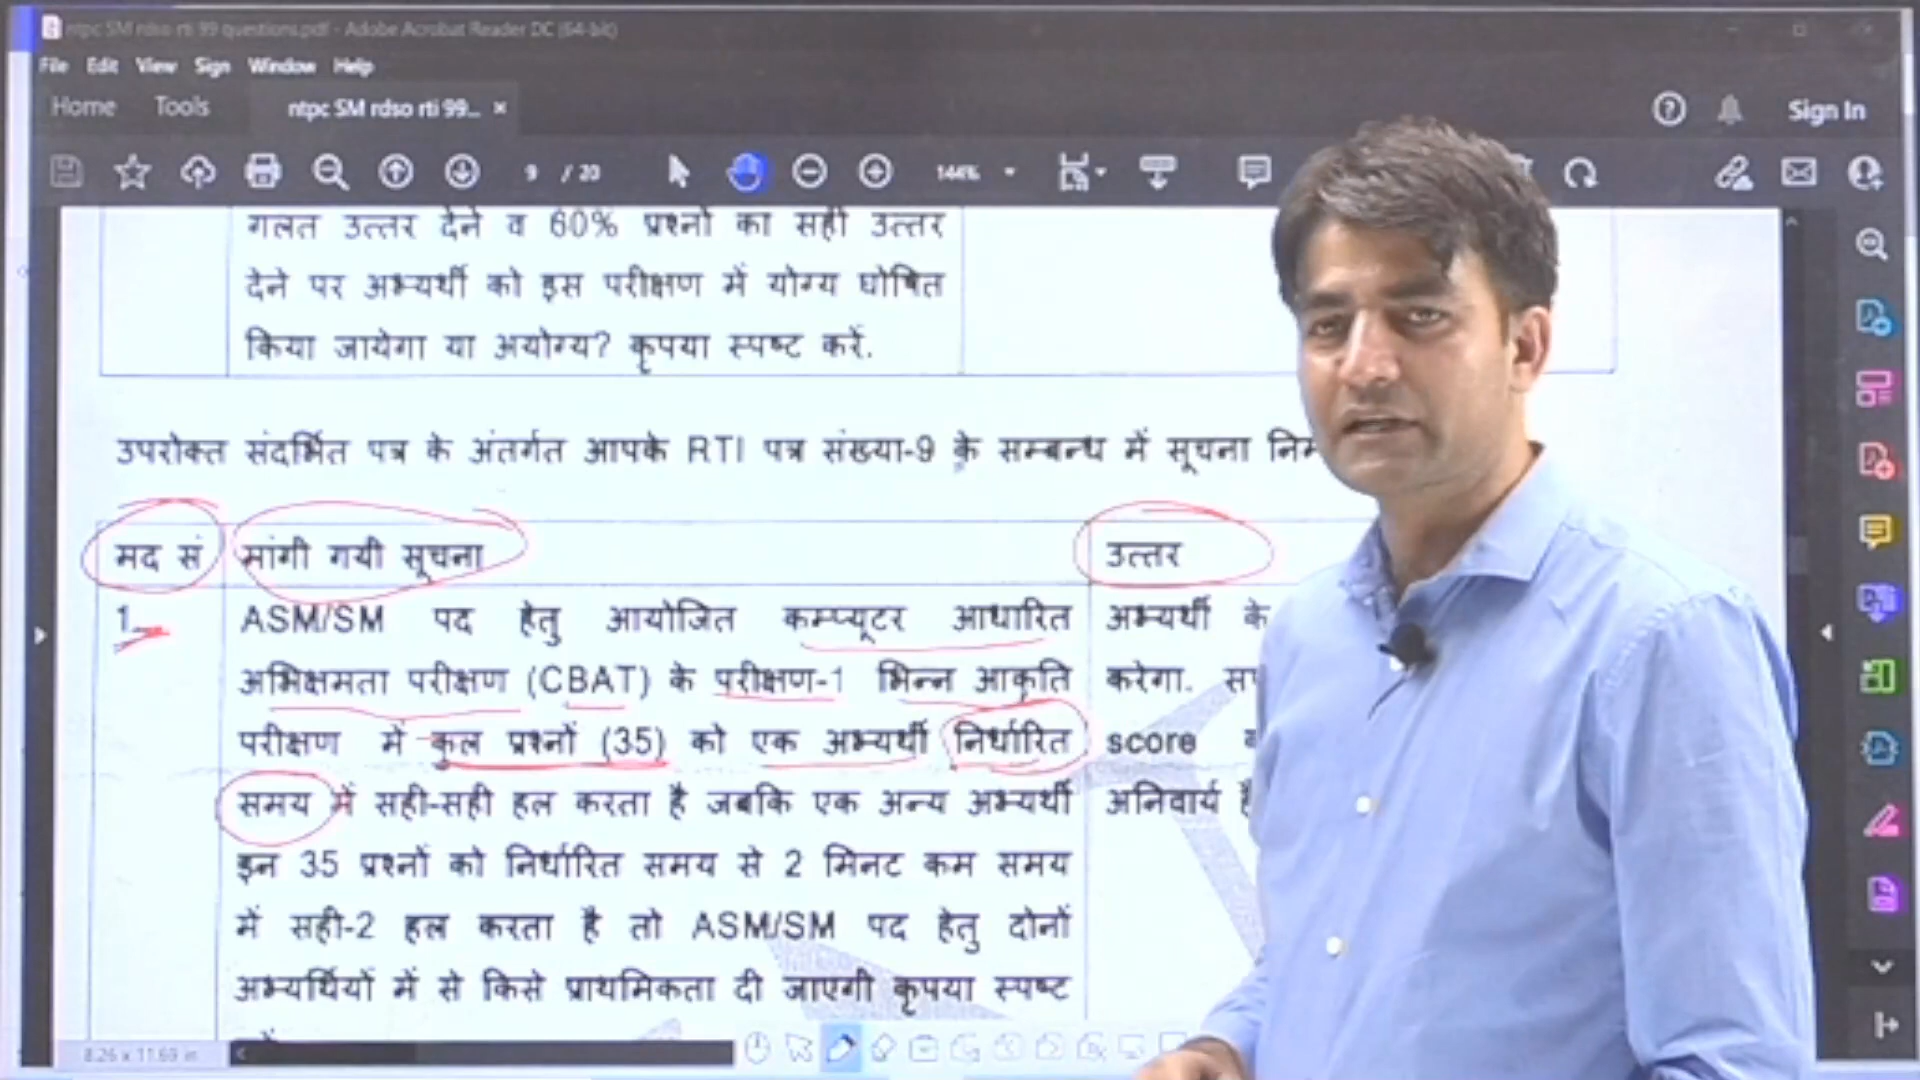 ntpc SM rdso rti 99 questions.pdf - Adobe Acrobat Reader DC (64-bit)
File Edit View Sign Window Help
Home Tools ntpc SM rdso rti 99... × Sign In
9 / 20 144%
गलत उत्तर देने व 60% प्रश्नों का सही उत्तर
देने पर अभ्यर्थी को इस परीक्षण में योग्य घोषित
किया जायेगा या अयोग्य? कृपया स्पष्ट करें.
उपरोक्त संदर्भित पत्र के अंतर्गत आपके RTI पत्र संख्या-9 के सम्बन्ध में सूचना
मद सं मांगी गयी सूचना उत्तर
1. ASM/SM पद हेतु आयोजित कम्प्यूटर आधारित अभ्यर्थी के
अभिक्षमता परीक्षण (CBAT) के परीक्षण-1 भिन्न आकृति करेगा.
परीक्षण में कुल प्रश्नों (35) को एक अभ्यर्थी निर्धारित score
समय में सही-सही हल करता है जबकि एक अन्य अभ्यर्थी अनिवार्य
इन 35 प्रश्नों को निर्धारित समय से 2 मिनट कम समय
में सही-2 हल करता है तो ASM/SM पद हेतु दोनों
अभ्यर्थियों में से किसे प्राथमिकता दी जाएगी कृपया स्पष्ट
8.26 x 11.69 in